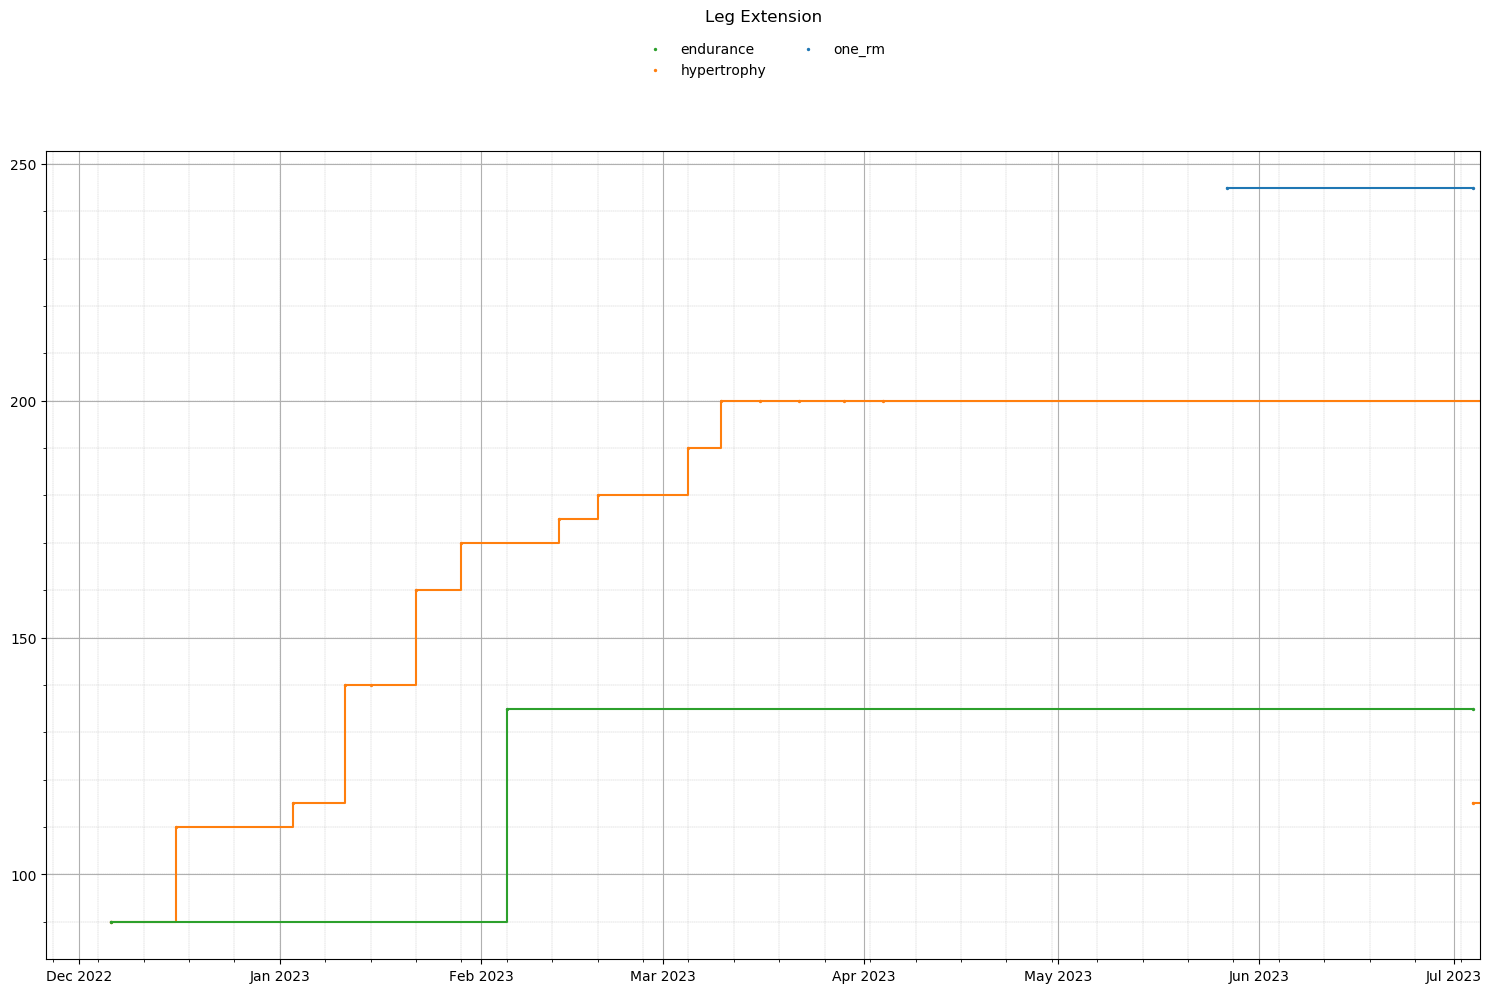 Leg Extension
endurance
hypertrophy
one_rm
250
200
150
100
Dec 2022
Jan 2023
Feb 2023
Mar 2023
Apr 2023
May 2023
Jun 2023
Jul 2023